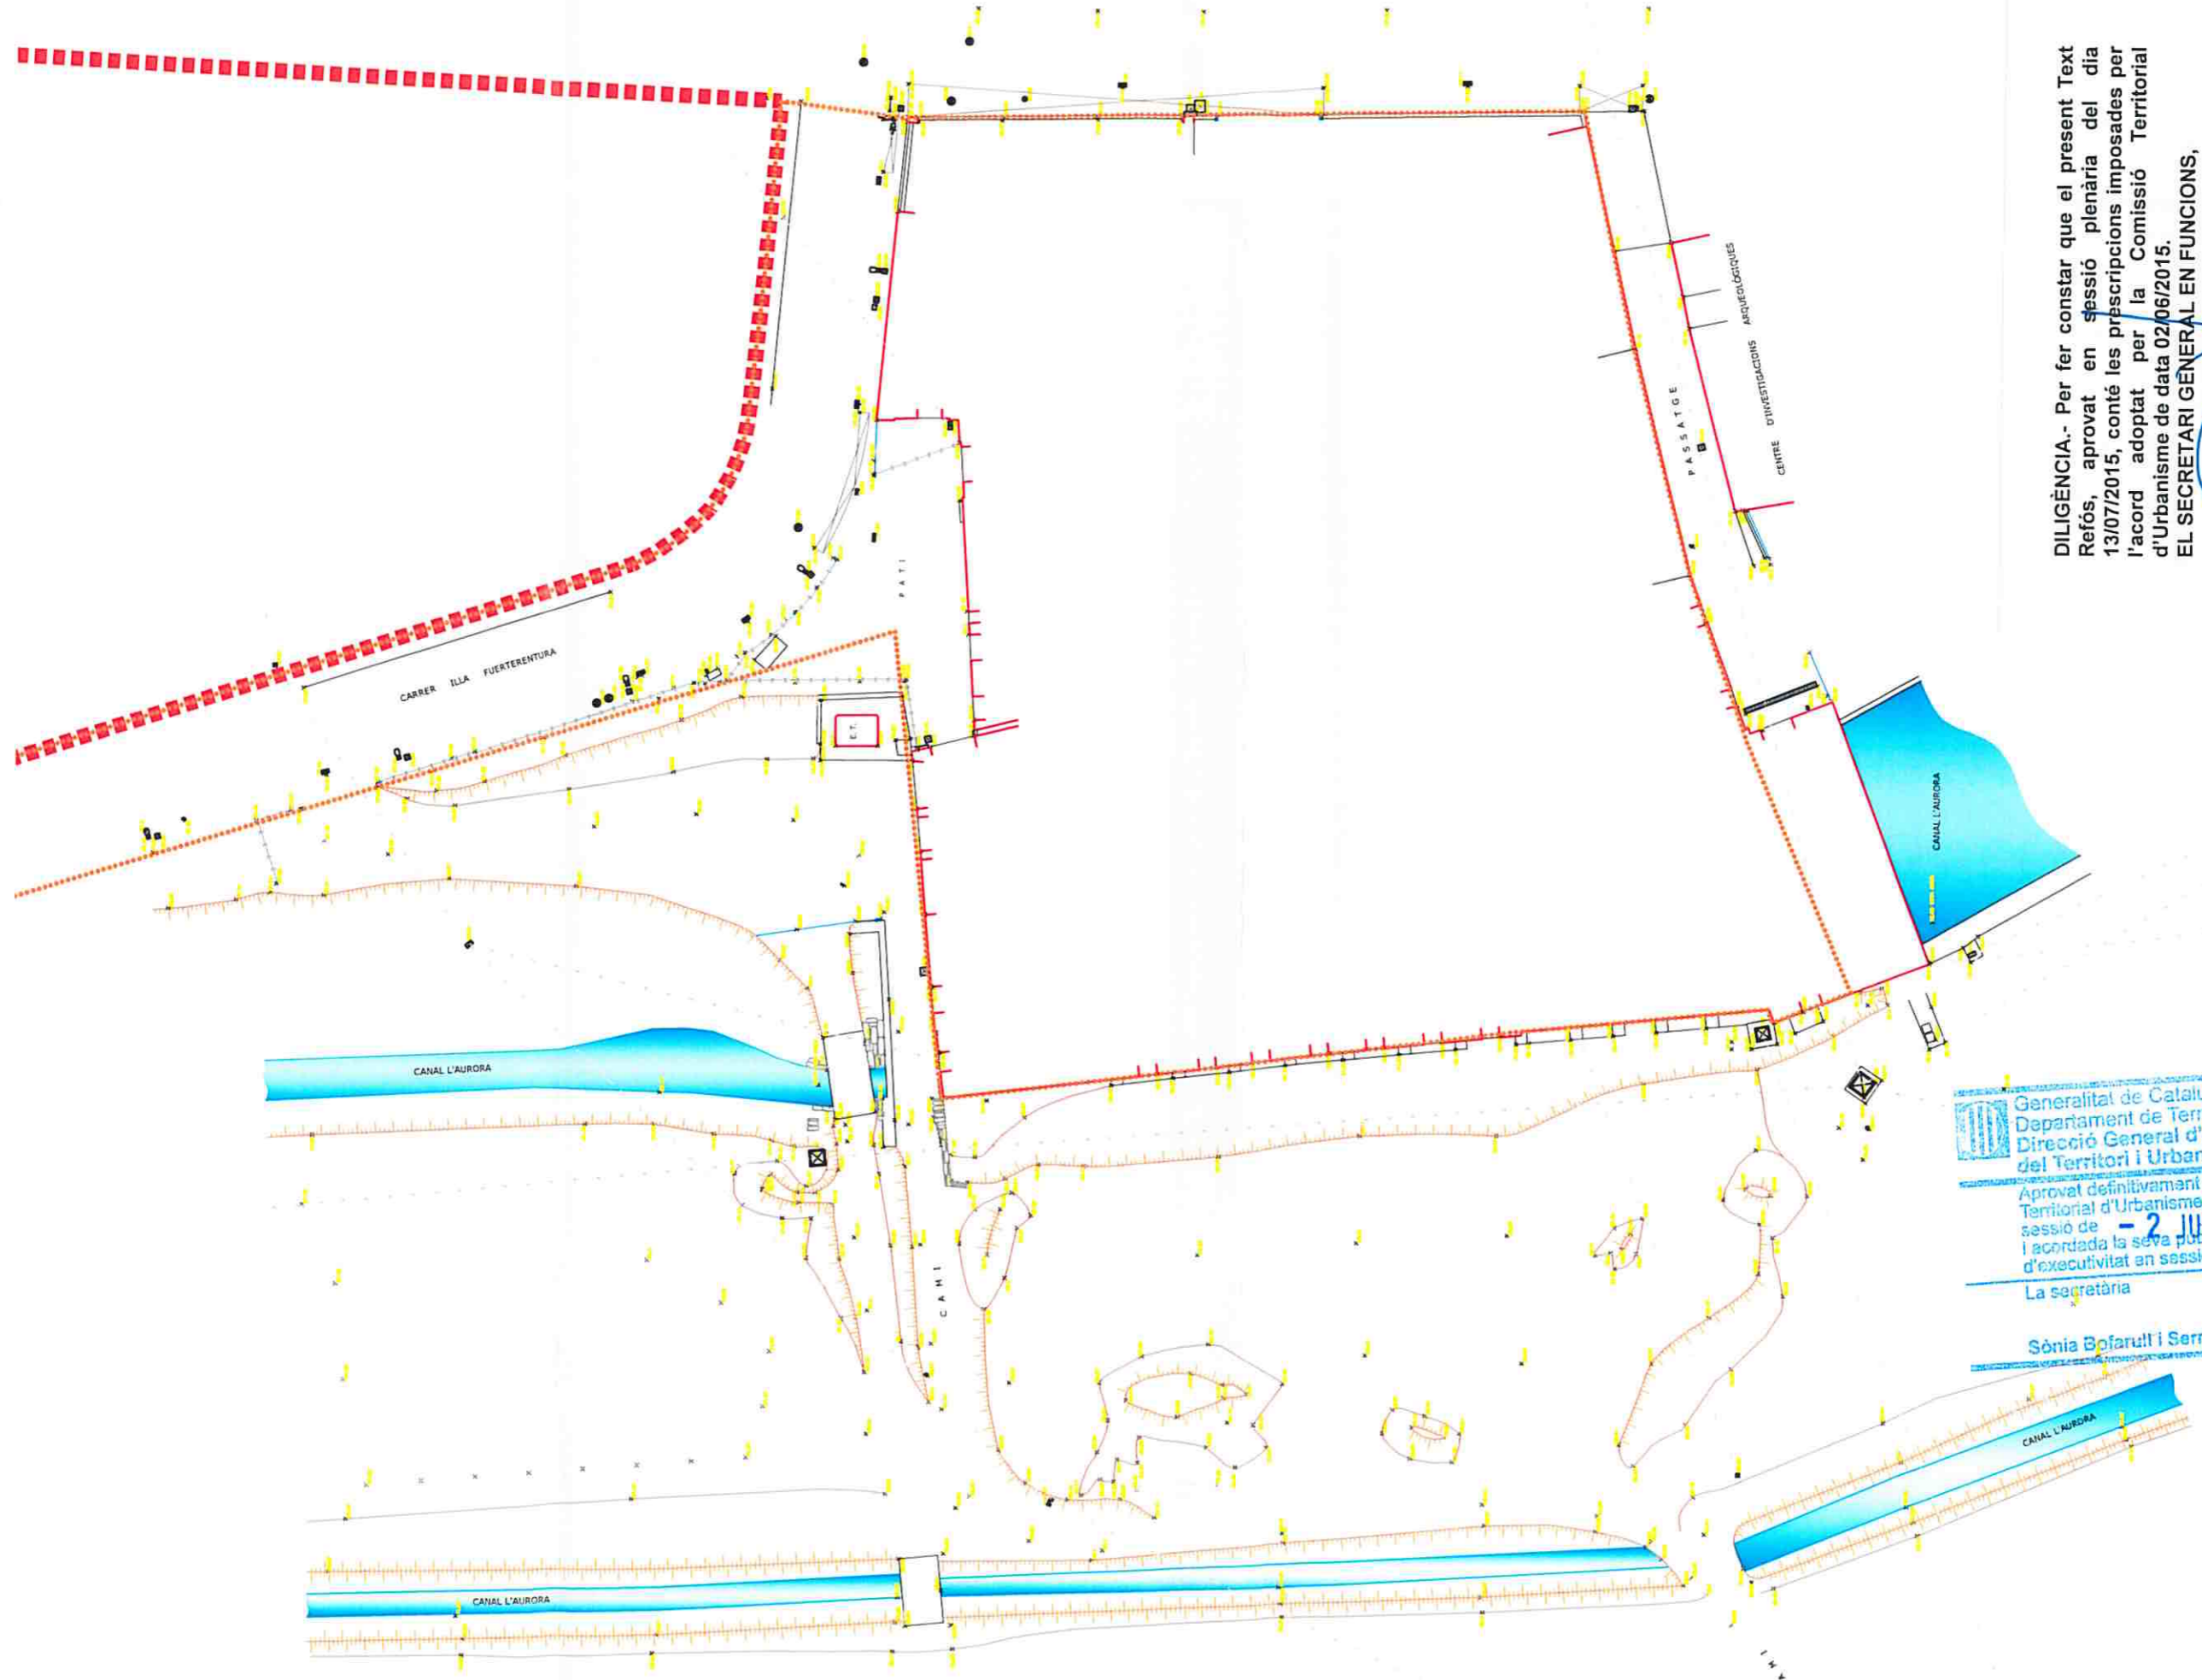 DILIGÈNCIA.- Per fer constar que el present Text
Refós, aprovat en sessió plenària del dia
13/07/2015, conté les prescripcions imposades per
l'acord adoptat per la Comissió Territorial
d'Urbanisme de data 02/06/2015.
EL SECRETARI GENERAL EN FUNCIONS,
CARRER ILLA FUERTERENTURA
PATI
E.T.
PASSATGE
CENTRE D'INVESTIGACIONS ARQUEOLÒGIQUES
CANAL L'AURORA
CANAL L'AURORA
CAMI
Generalitat de Catalu
Departament de Terr
Direcció General d'
del Territori i Urban
Aprovat definitivament
Territorial d'Urbanisme
sessió de - 2 JU
i acordada la seva pub
d'executivitat en sessi
La secretària
Sònia Bofarull i Serr
CANAL L'AURORA
CANAL L'AURORA